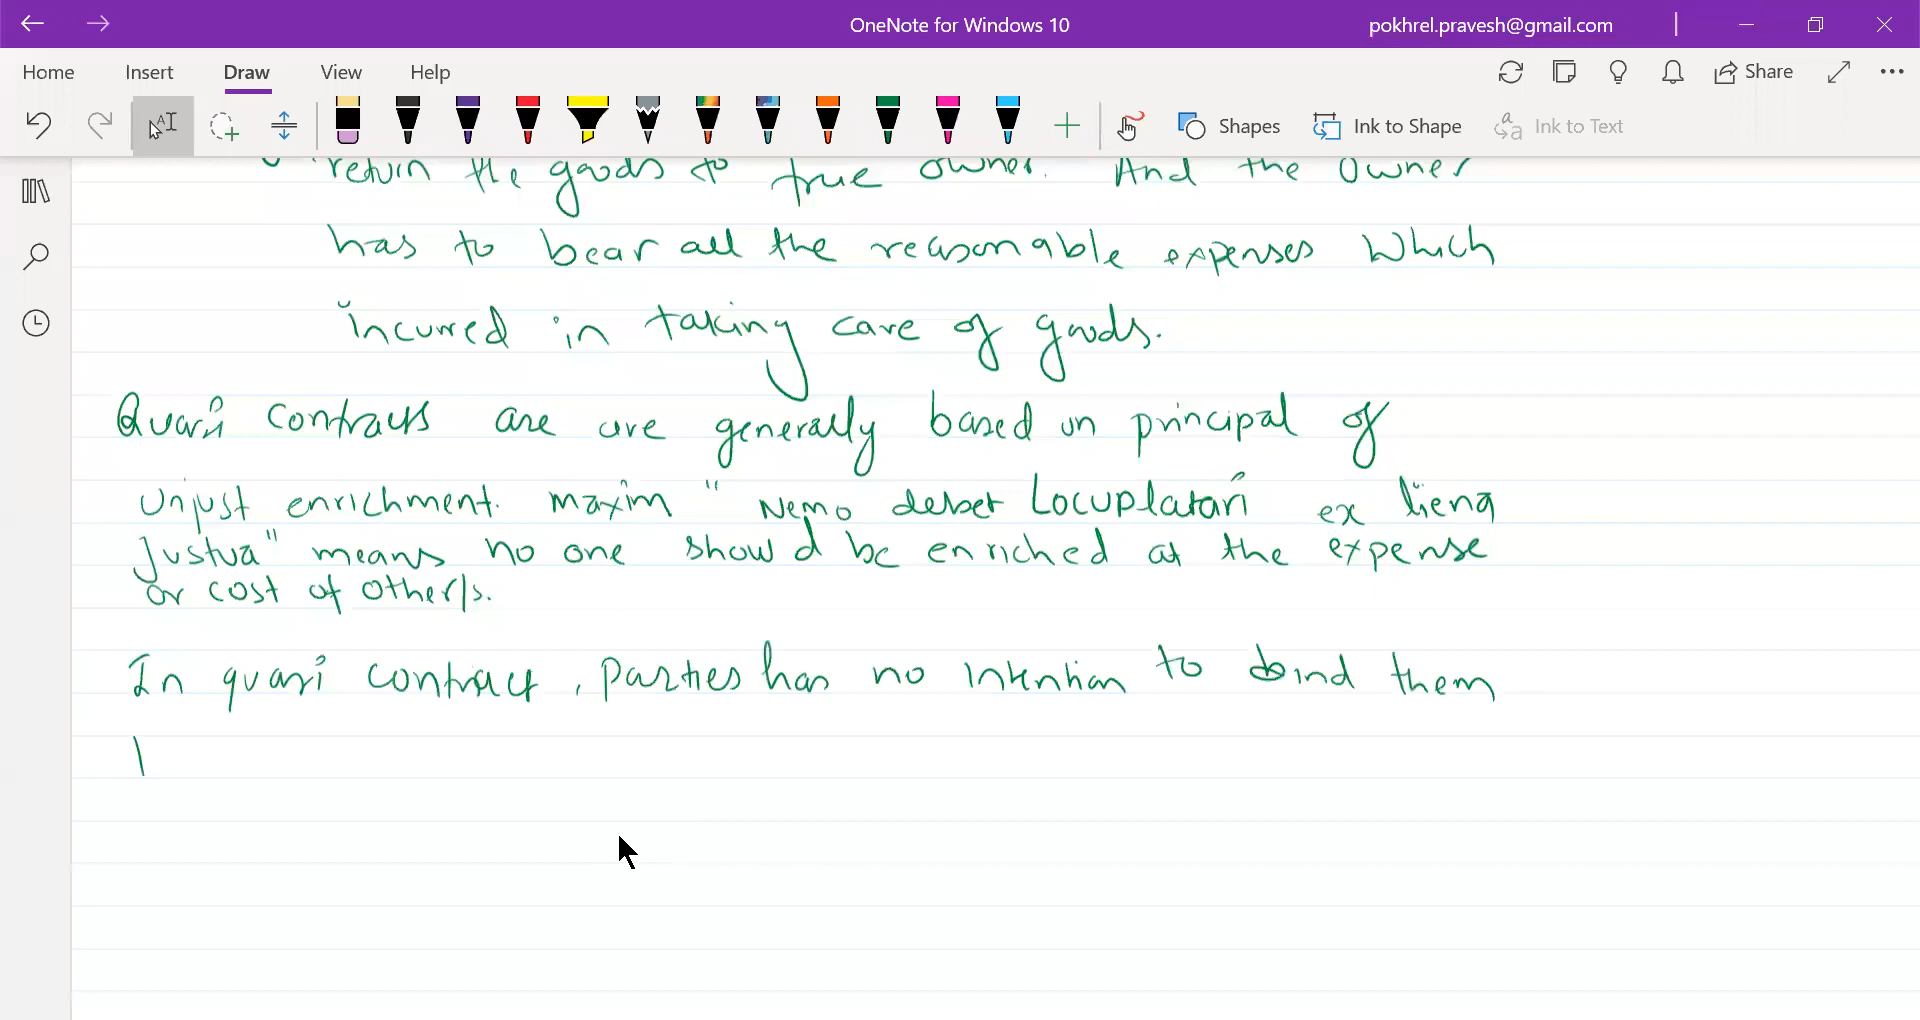 OneNote for Windows 10
pokhrel.pravesh@gmail.com
Home Insert Draw View Help
Share
Shapes Ink to Shape Ink to Text
return the goods to true owner. And the Owner
has to bear all the reasonable expenses which
incurred in taking care of goods.
Quasi contracts are are generally based on principal of
Unjust enrichment. maxim " Nemo debet Locuplatari ex liena
Justua" means no one should be enriched at the expense
or cost of other/s.
In quasi contract, parties has no intention to bind them